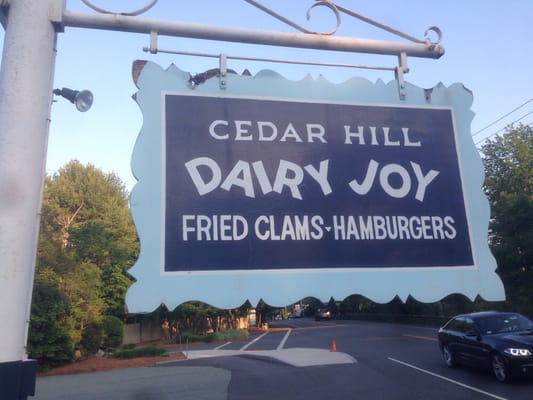 CEDAR HILL
DAIRY JOY
FRIED CLAMS-HAMBURGERS